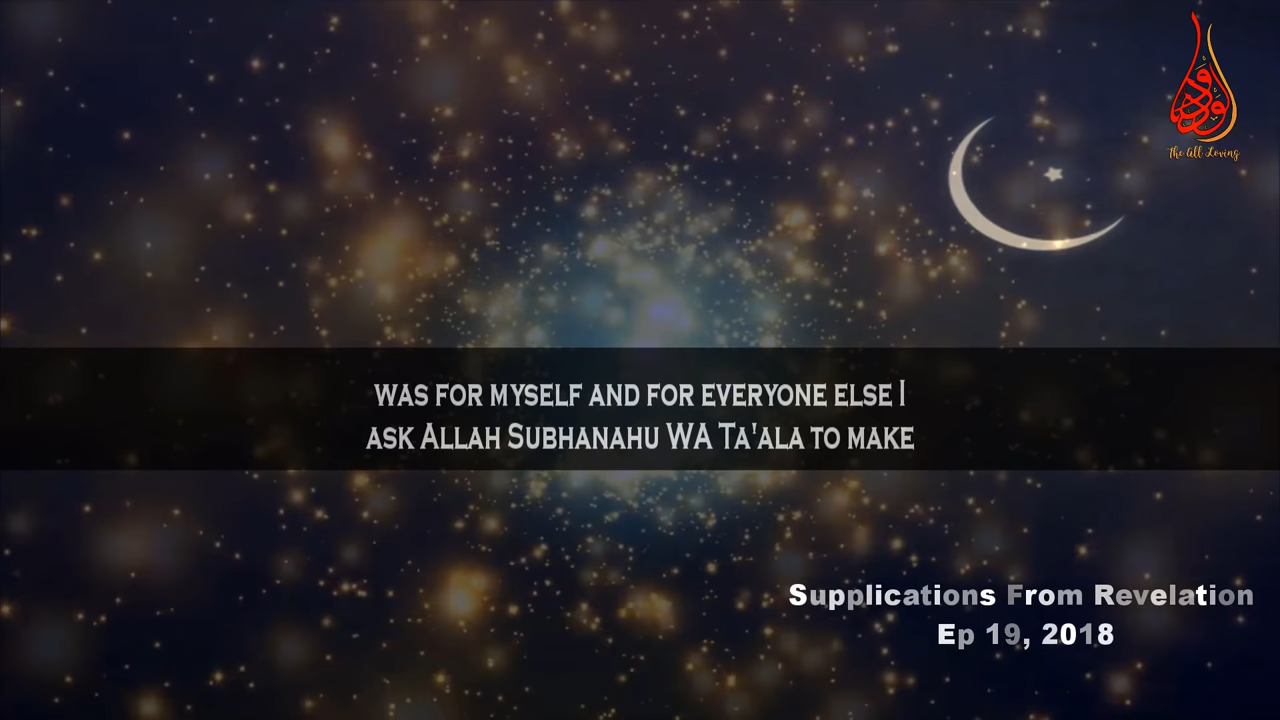 الودود
The All Loving
WAS FOR MYSELF AND FOR EVERYONE ELSE I
ASK ALLAH SUBHANAHU WA TA'ALA TO MAKE
Supplications From Revelation
Ep 19, 2018